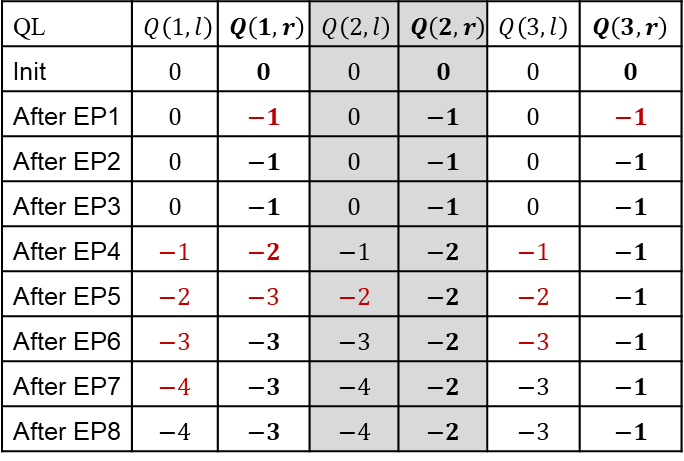 QL Q(1, l) Q(1, r) Q(2, l) Q(2, r) Q(3, l) Q(3, r)
Init 0 0 0 0 0 0
After EP1 0 −1 0 −1 0 −1
After EP2 0 −1 0 −1 0 −1
After EP3 0 −1 0 −1 0 −1
After EP4 −1 −2 −1 −2 −1 −1
After EP5 −2 −3 −2 −2 −2 −1
After EP6 −3 −3 −3 −2 −3 −1
After EP7 −4 −3 −4 −2 −3 −1
After EP8 −4 −3 −4 −2 −3 −1